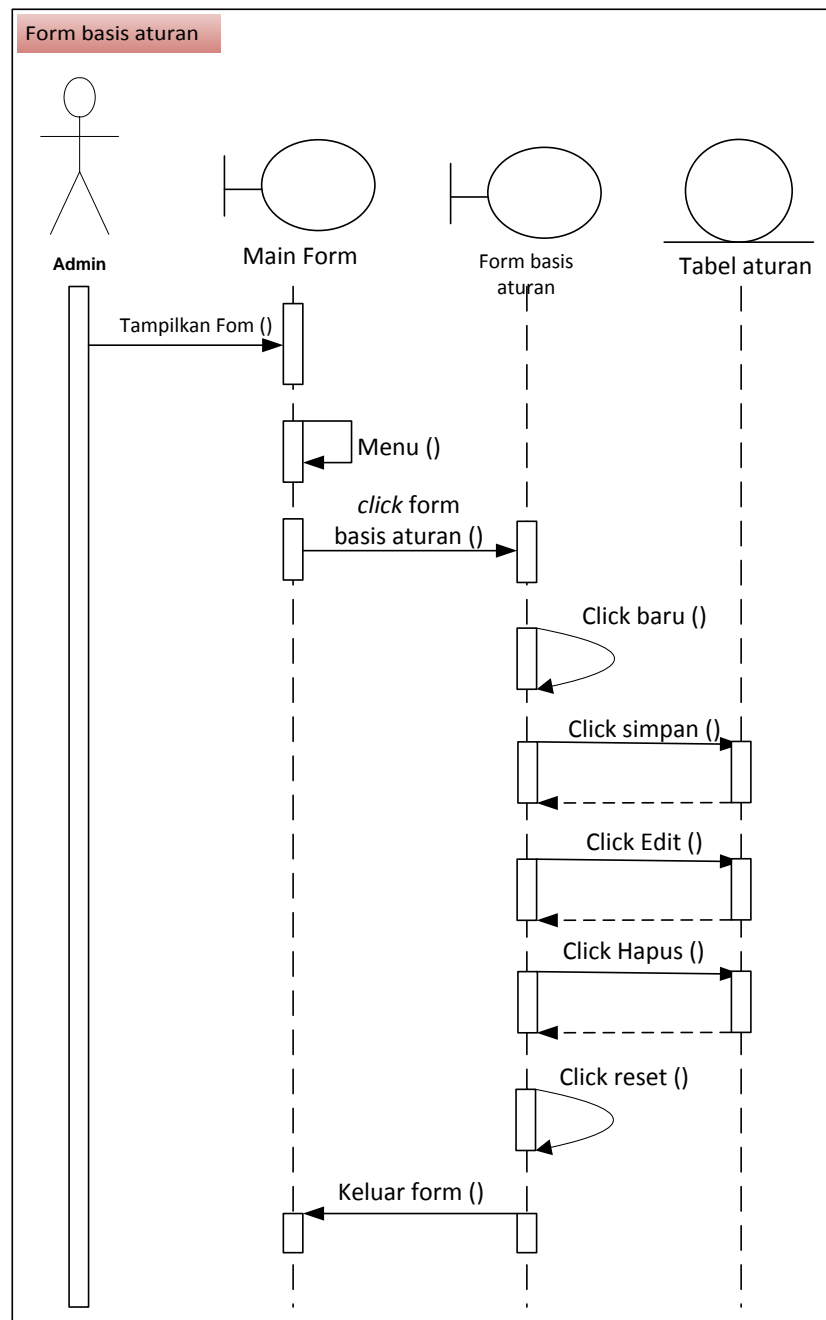 Form basis aturan
Admin
Main Form
Form basis
aturan
Tabel aturan
Tampilkan Fom ()
Menu ()
click form
basis aturan ()
Click baru ()
Click simpan ()
Click Edit ()
Click Hapus ()
Click reset ()
Keluar form ()